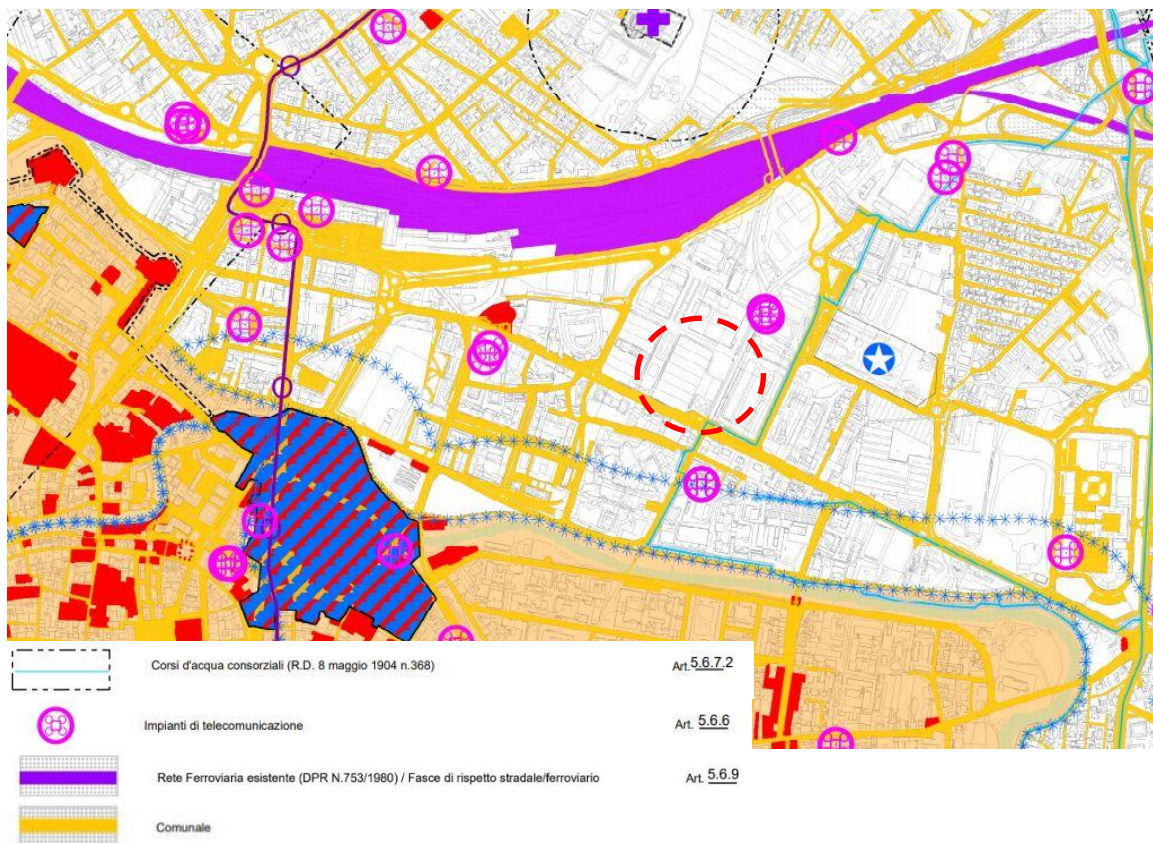 Corsi d'acqua consorziali (R.D. 8 maggio 1904 n.368) Art. 5.6.7.2
Impianti di telecomunicazione Art. 5.6.6
Rete Ferroviaria esistente (DPR N.753/1980) / Fasce di rispetto stradale/ferroviario Art. 5.6.9
Comunale